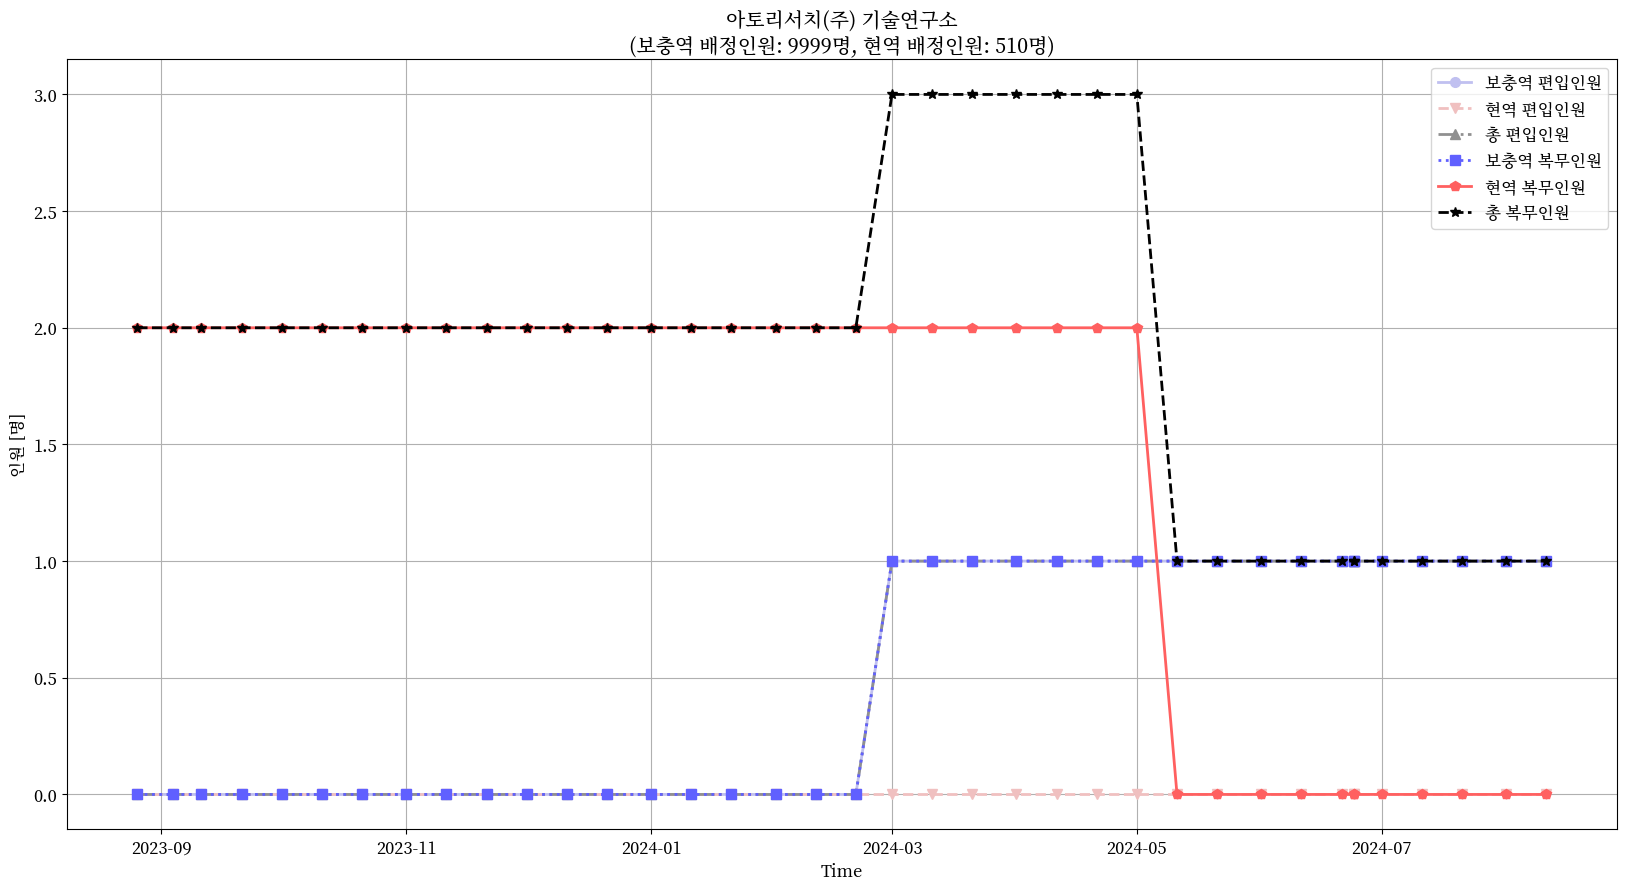 아토리서치(주) 기술연구소
(보충역 배정인원: 9999명, 현역 배정인원: 510명)
보충역 편입인원
현역 편입인원
총 편입인원
보충역 복무인원
현역 복무인원
총 복무인원
인원 [명]
3.0
2.5
2.0
1.5
1.0
0.5
0.0
2023-09
2023-11
2024-01
2024-03
2024-05
2024-07
Time